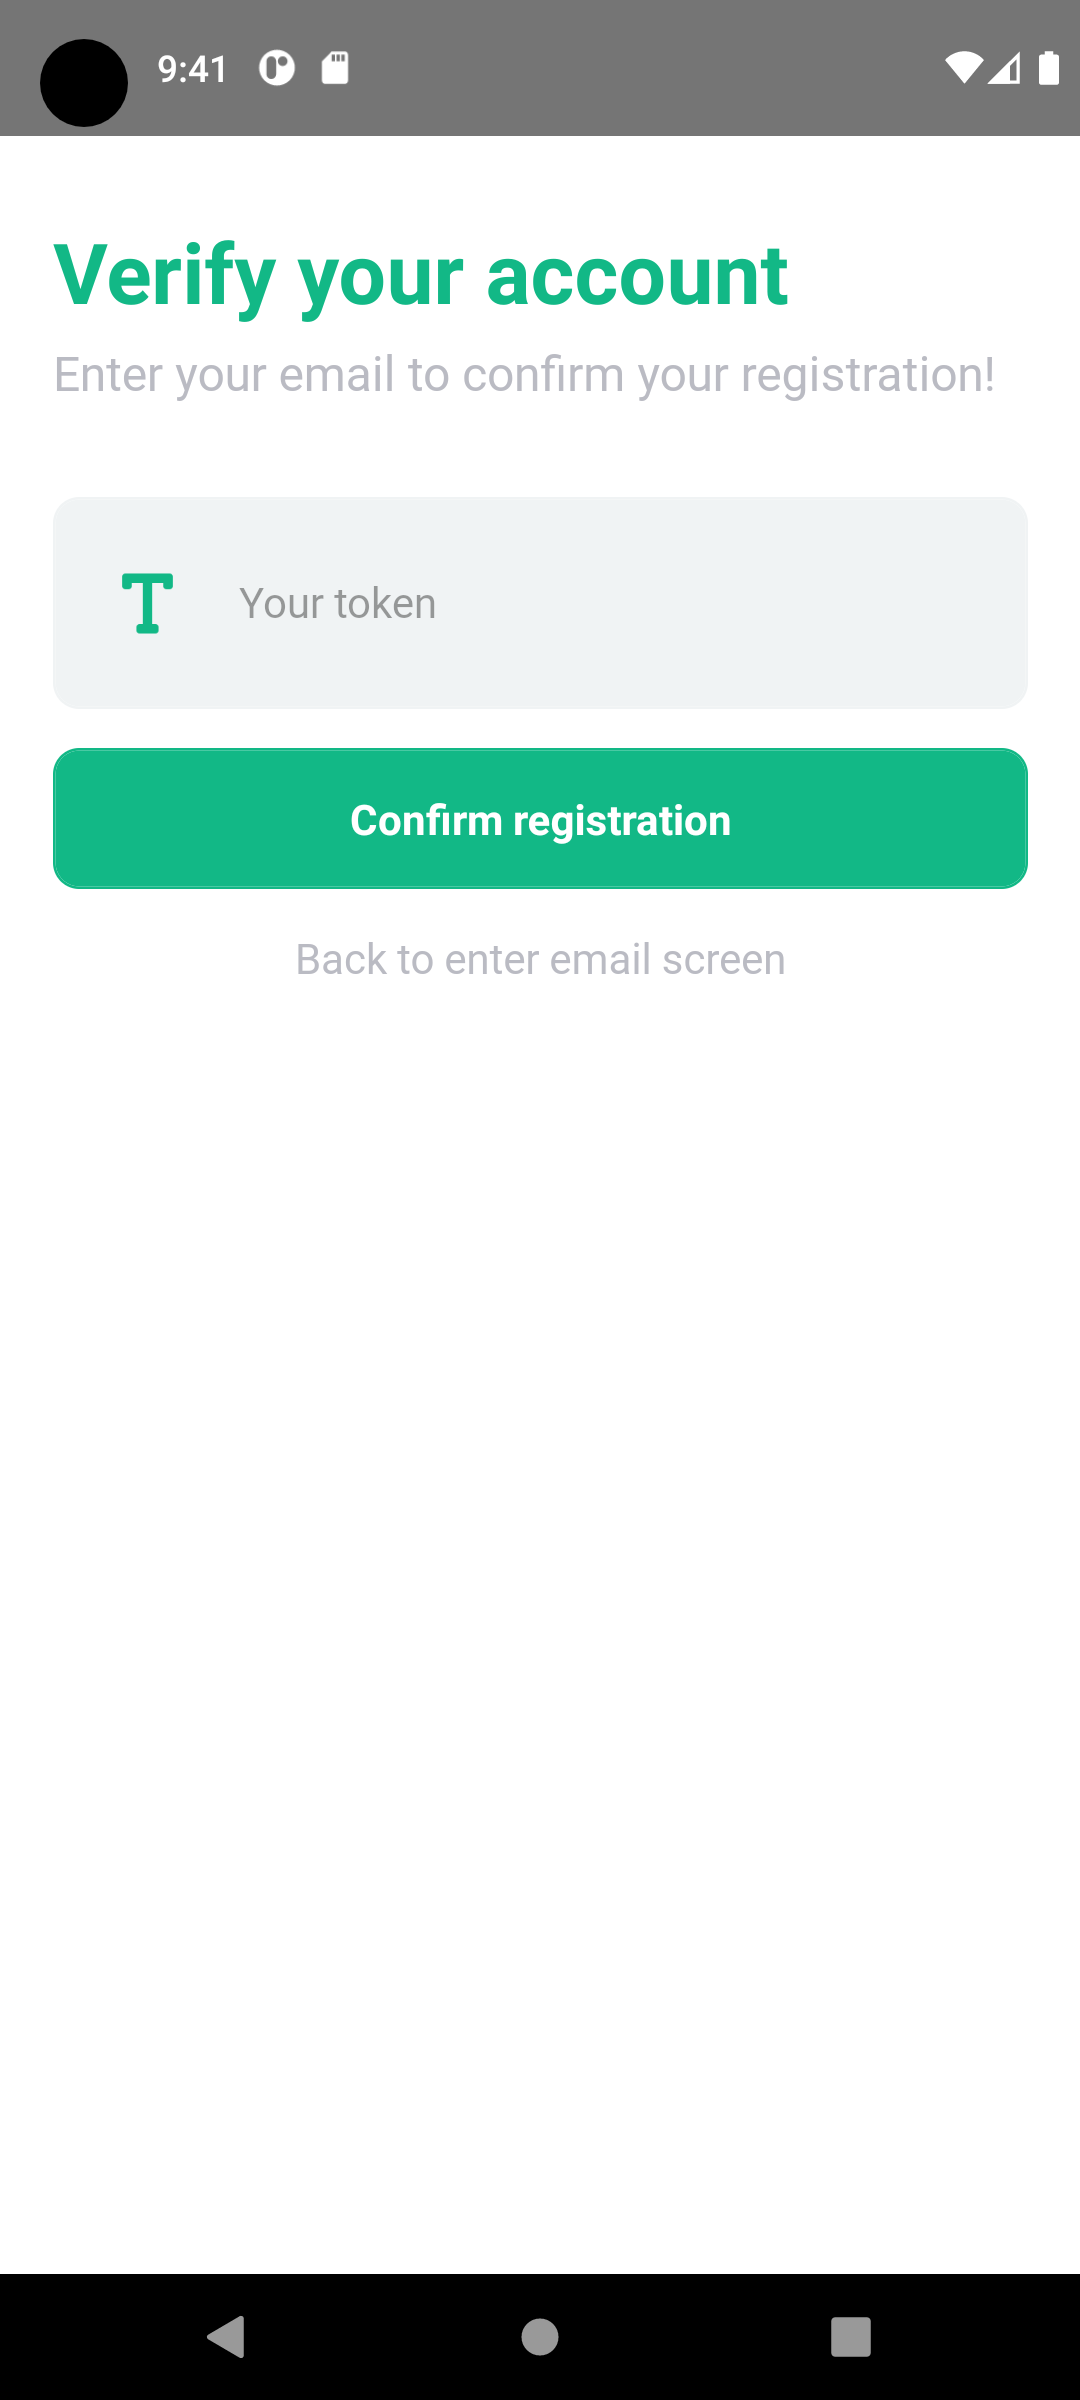 9:41
Verify your account
Enter your email to confirm your registration!
Your token
Confirm registration
Back to enter email screen